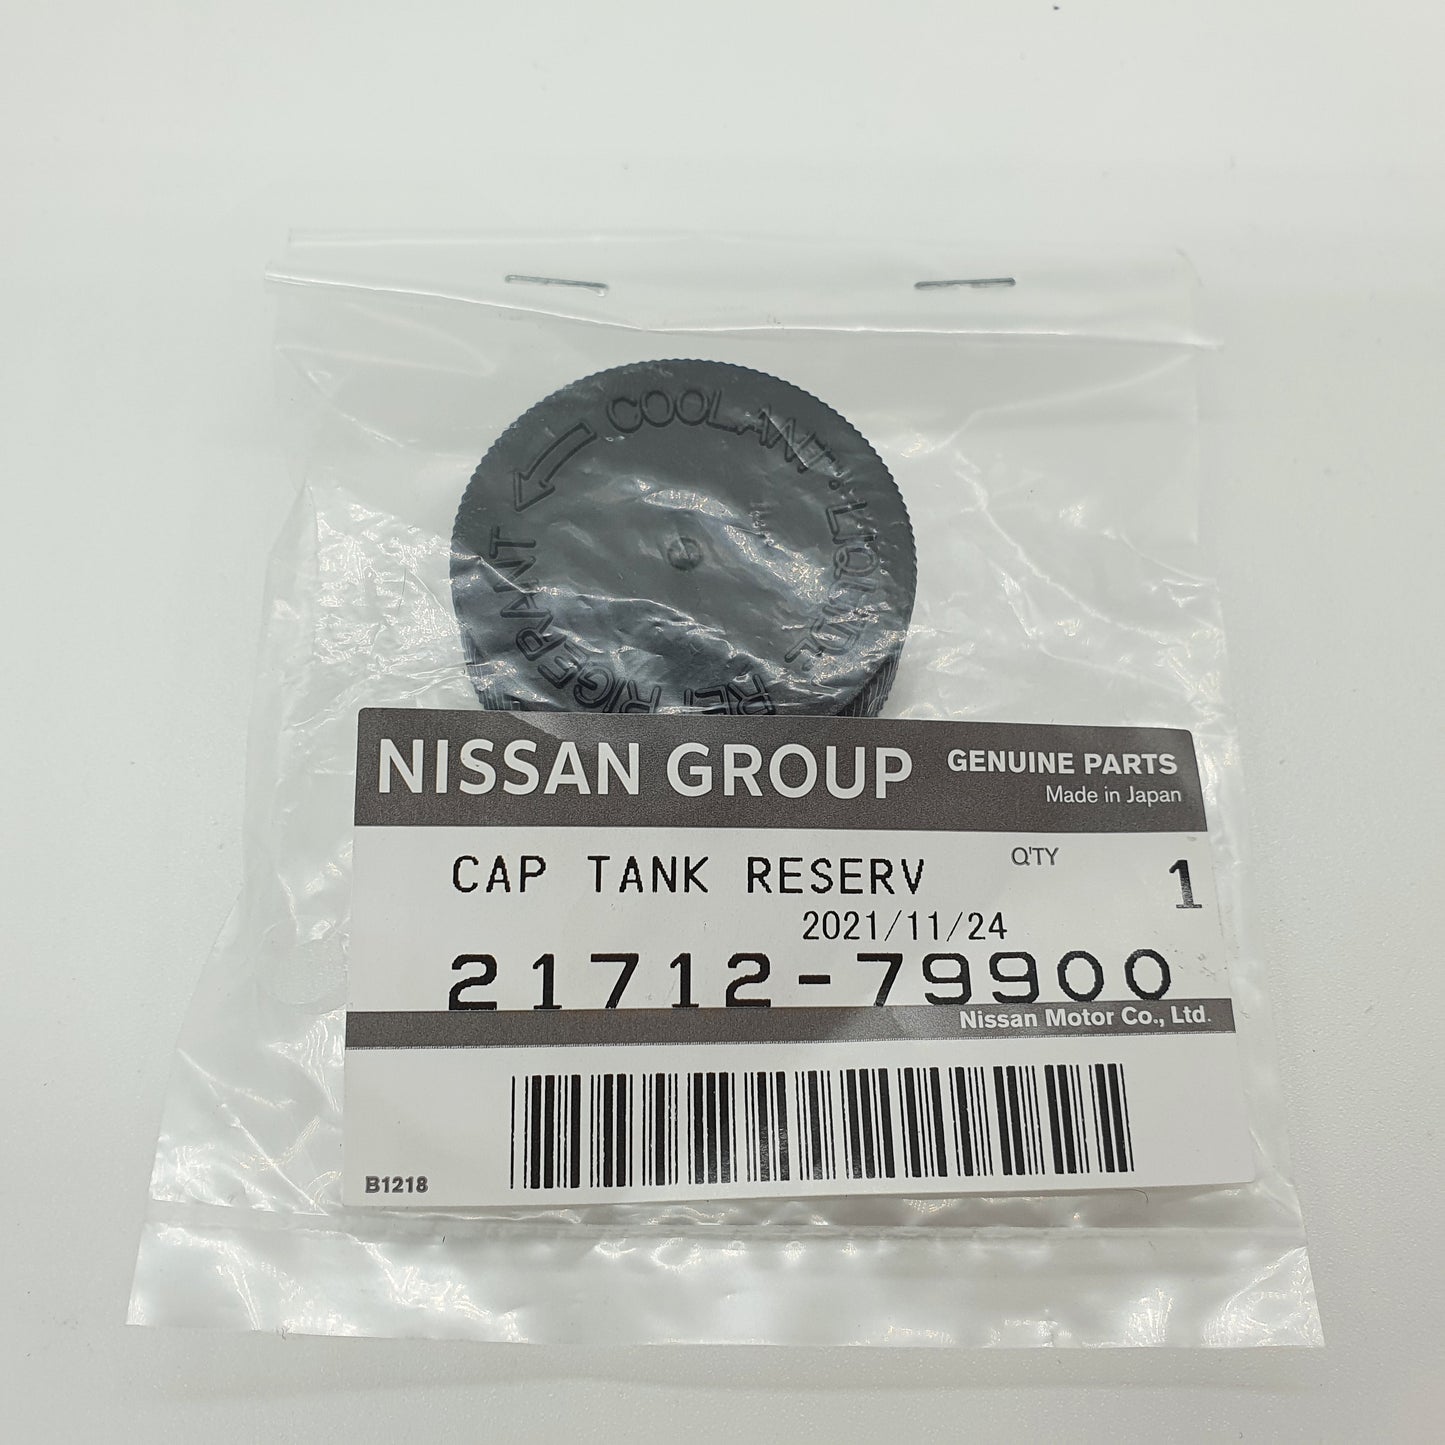 COOLANT : LIQUIDE
REFRIGERANT
NISSAN GROUP
GENUINE PARTS
Made in Japan
CAP TANK RESERV
Q'TY
1
2021/11/24
21712-79900
Nissan Motor Co., Ltd.
B1218